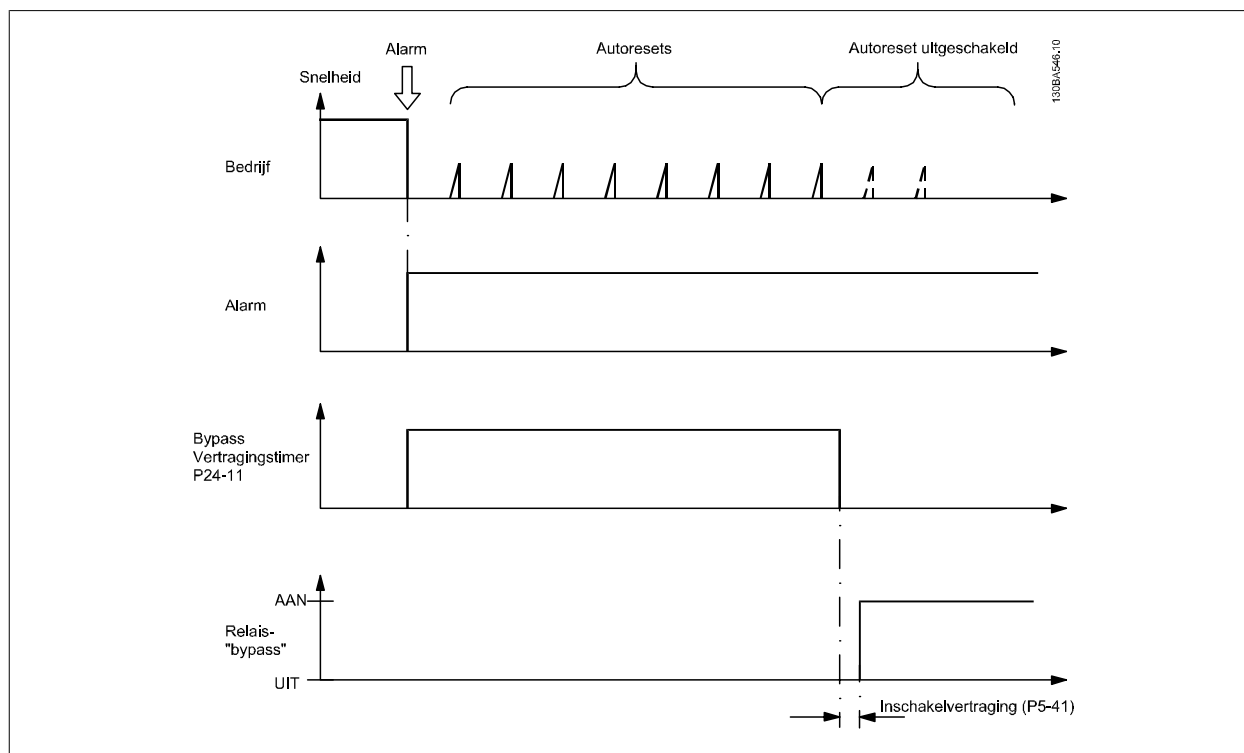 Alarm
Autoresets
Autoreset uitgeschakeld
130BA546.10
Snelheid
Bedrijf
Alarm
Bypass
Vertragingstimer
P24-11
AAN
Relais-
"bypass"
UIT
Inschakelvertraging (P5-41)